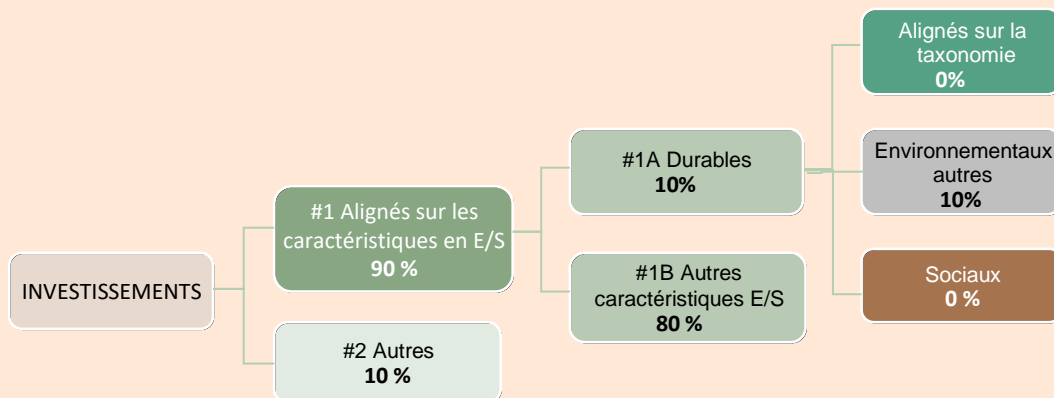 INVESTISSEMENTS
#1 Alignés sur les
caractéristiques en E/S
90 %
#2 Autres
10 %
#1A Durables
10%
#1B Autres
caractéristiques E/S
80 %
Alignés sur la
taxonomie
0%
Environnementaux
autres
10%
Sociaux
0 %